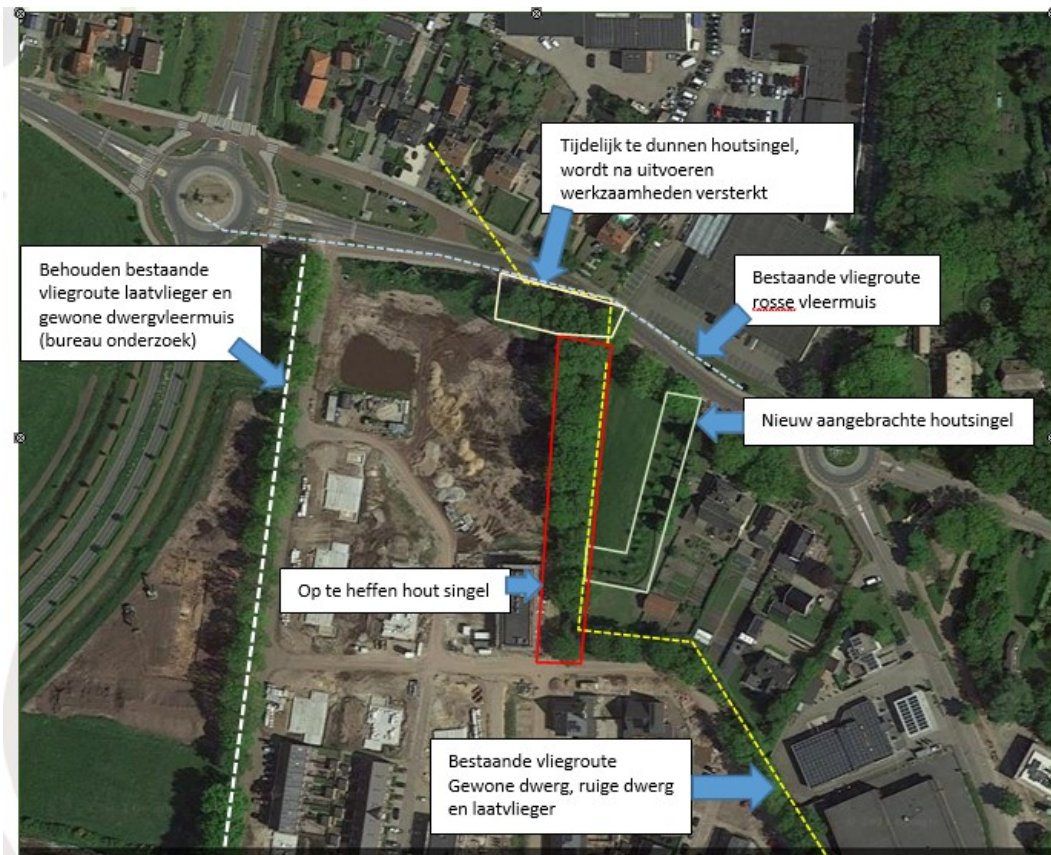 Tijdelijk te dunnen houtsingel,
wordt na uitvoeren
werkzaamheden versterkt
Behouden bestaande
vliegroute laatvlieger en
gewone dwergvleermuis
(bureau onderzoek)
Bestaande vliegroute
rosse vleermuis
Nieuw aangebrachte houtsingel
Op te heffen hout singel
Bestaande vliegroute
Gewone dwerg, ruige dwerg
en laatvlieger